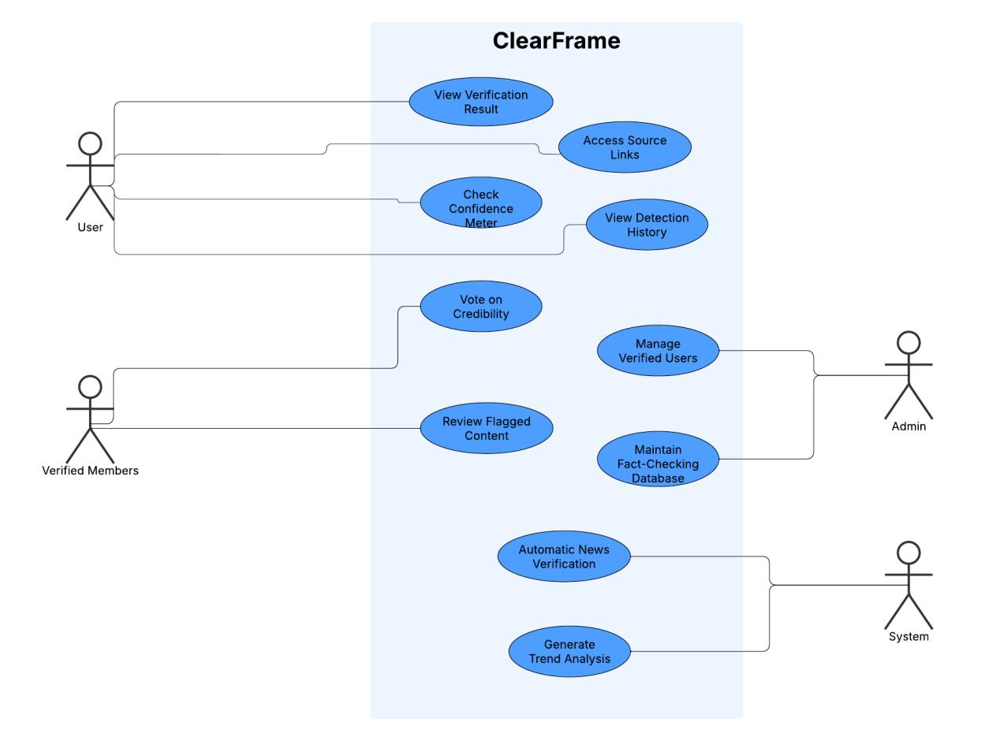 ClearFrame
View Verification
Result
Access Source
Links
User
Check
Confidence
Meter
View Detection
History
Vote on
Credibility
Manage
Verified Users
Admin
Verified Members
Review Flagged
Content
Maintain
Fact-Checking
Database
Automatic News
Verification
System
Generate
Trend Analysis